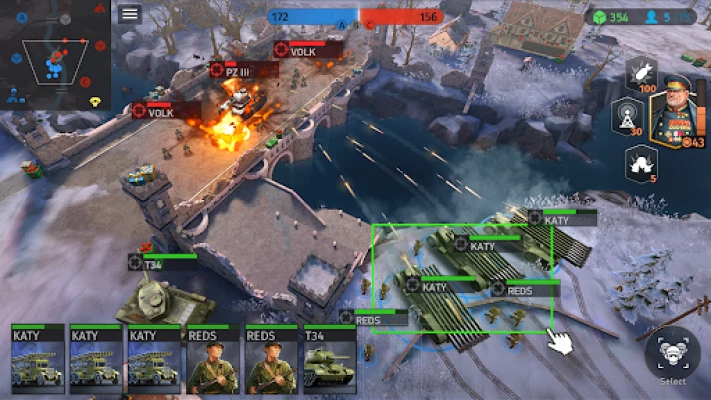 172
156
A B C
354
5
VOLK
PZ III
VOLK
100
30
43
5
KATY
KATY
KATY
REDS
REDS
T34
KATY
KATY
KATY
REDS
REDS
T34
Select